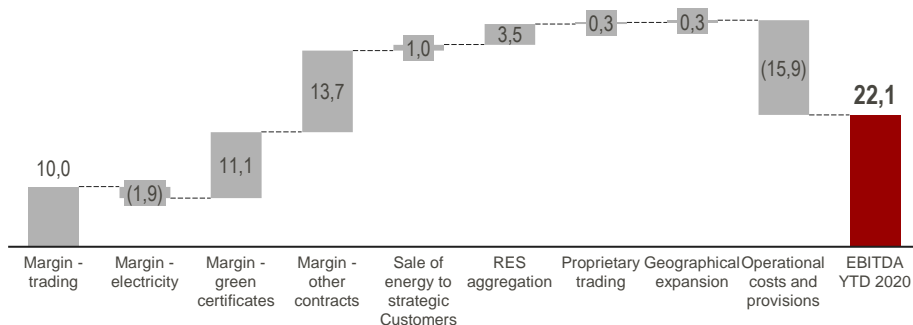 10,0
(1,9)
11,1
13,7
1,0
3,5
0,3
0,3
(15,9)
22,1
Margin -
trading
Margin -
electricity
Margin -
green
certificates
Margin -
other
contracts
Sale of
energy to
strategic
Customers
RES
aggregation
Proprietary
trading
Geographical
expansion
Operational
costs and
provisions
EBITDA
YTD 2020